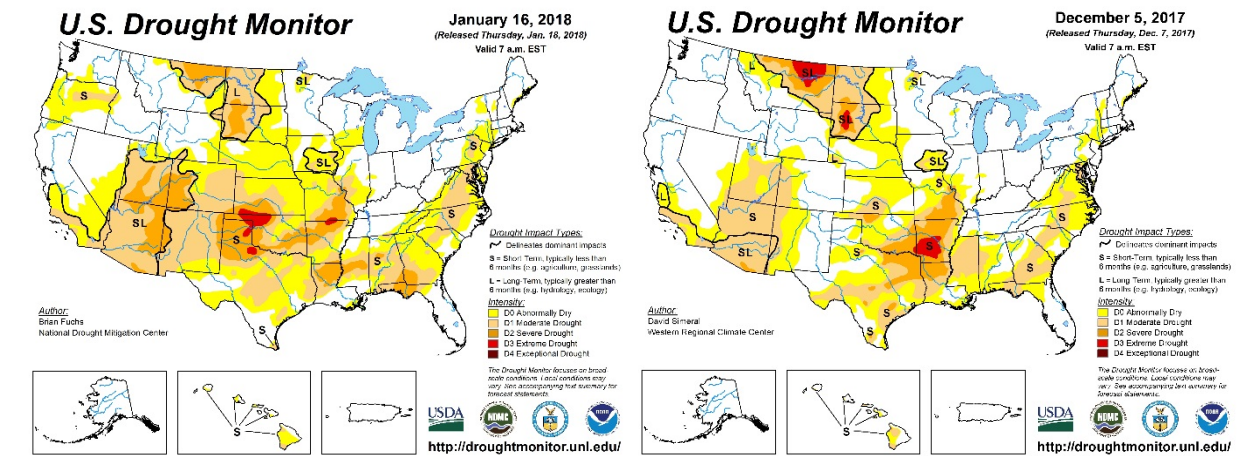 U.S. Drought Monitor
January 16, 2018
(Released Thursday, Jan. 18, 2018)
Valid 7 a.m. EST
S
L
SL
SL
S
SL
S
S
S
S
Drought Impact Types:
Delineates dominant impacts
S = Short-Term, typically less than
6 months (e.g. agriculture, grasslands)
L = Long-Term, typically greater than
6 months (e.g. hydrology, ecology)
Intensity:
D0 Abnormally Dry
D1 Moderate Drought
D2 Severe Drought
D3 Extreme Drought
D4 Exceptional Drought
Author:
Brian Fuchs
National Drought Mitigation Center
The Drought Monitor focuses on broad-
scale conditions. Local conditions may
vary. See accompanying text summary for
forecast statements.
S
USDA
NDMC
http://droughtmonitor.unl.edu/
U.S. Drought Monitor
December 5, 2017
(Released Thursday, Dec. 7, 2017)
Valid 7 a.m. EST
L
SL
SL
SL
SL
S
L
S
S
S
SL
S
S
S
S
Drought Impact Types:
Delineates dominant impacts
S = Short-Term, typically less than
6 months (e.g. agriculture, grasslands)
L = Long-Term, typically greater than
6 months (e.g. hydrology, ecology)
Intensity:
D0 Abnormally Dry
D1 Moderate Drought
D2 Severe Drought
D3 Extreme Drought
D4 Exceptional Drought
Author:
David Simeral
Western Regional Climate Center
The Drought Monitor focuses on broad-
scale conditions. Local conditions may
vary. See accompanying text summary for
forecast statements.
S
USDA
NDMC
http://droughtmonitor.unl.edu/